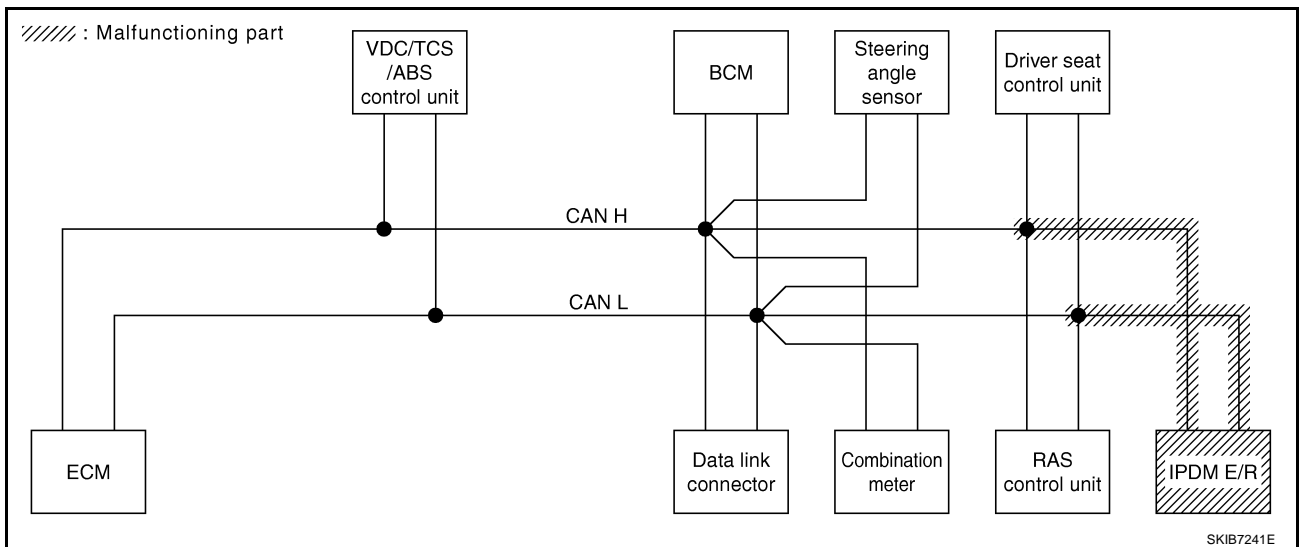 : Malfunctioning part
VDC/TCS
/ABS
control unit
BCM
Steering
angle
sensor
Driver seat
control unit
CAN H
CAN L
ECM
Data link
connector
Combination
meter
RAS
control unit
IPDM E/R
SKIB7241E